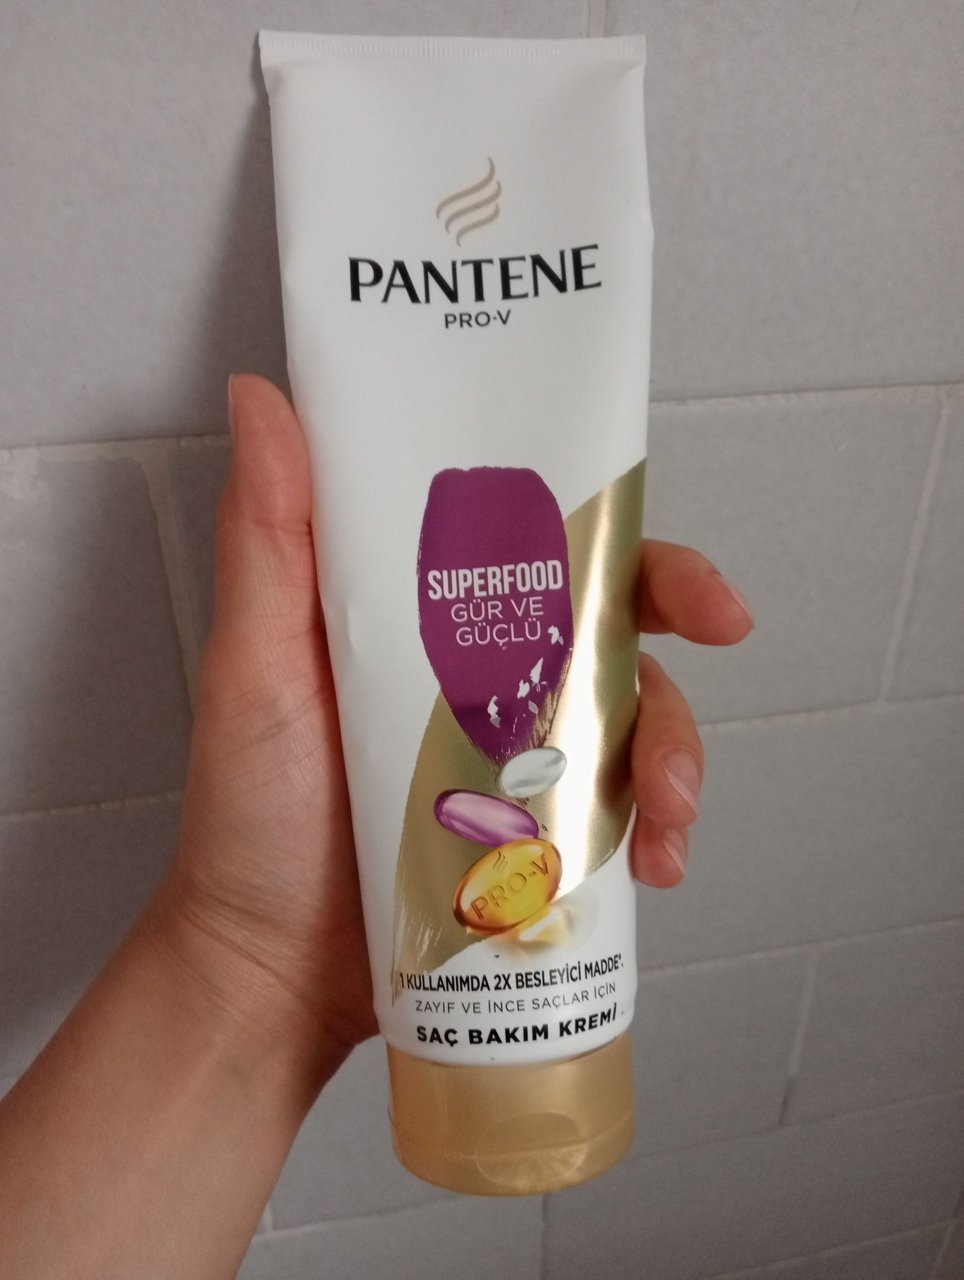 PANTENE
PRO-V
SUPERFOOD
GÜR VE
GÜÇLÜ
PRO-V
1 KULLANIMDA 2X BESLEYİCİ MADDE*.
ZAYIF VE İNCE SAÇLAR İÇİN
SAÇ BAKIM KREMİ